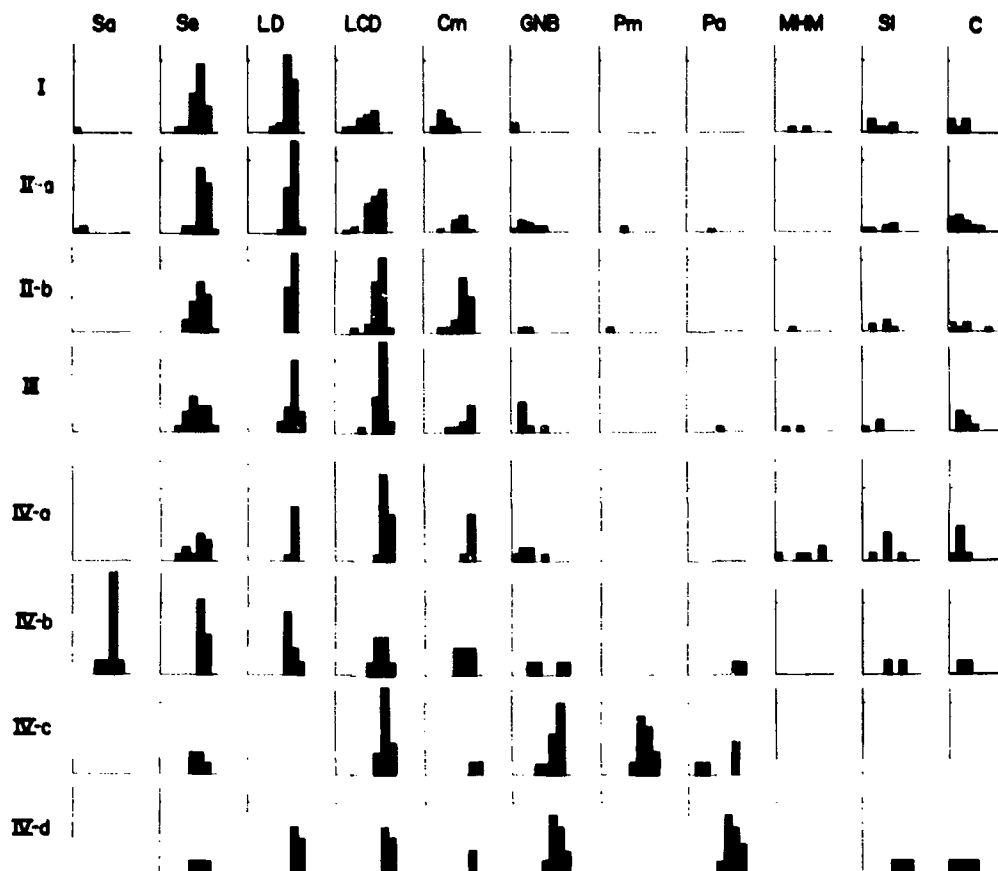 Sa Se LD LCD Cm GNB Pm Pa MHM Sl C
I
II-a
II-b
III
IV-a
IV-b
IV-c
IV-d